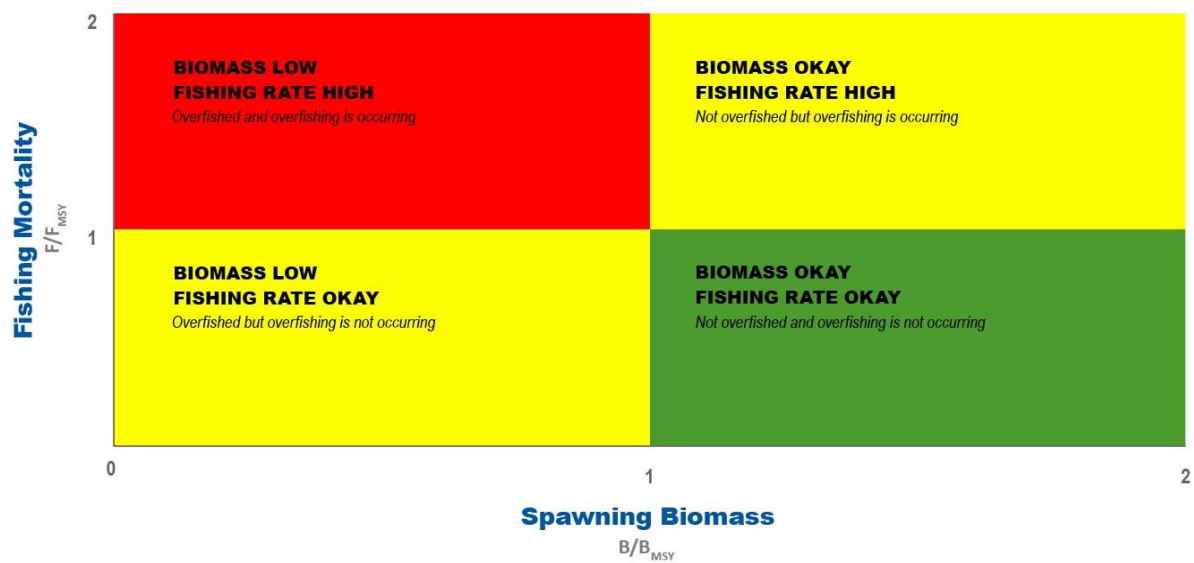 2
BIOMASS LOW
FISHING RATE HIGH
Overfished and overfishing is occurring
BIOMASS OKAY
FISHING RATE HIGH
Not overfished but overfishing is occurring
Fishing Mortality
F/FMSY
1
BIOMASS LOW
FISHING RATE OKAY
Overfished but overfishing is not occurring
BIOMASS OKAY
FISHING RATE OKAY
Not overfished and overfishing is not occurring
0
1
2
Spawning Biomass
B/BMSY